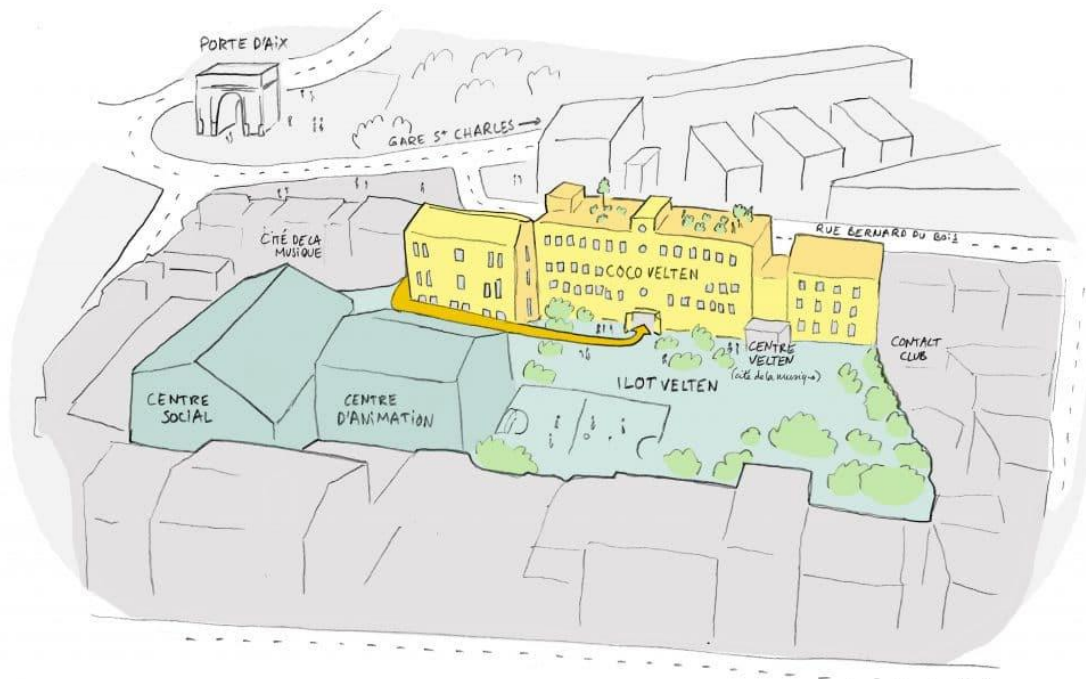 PORTE D'AiX
GARE St CHARLES →
RUE BERNARD DU BOiS
CiTÉ DE LA
MUSIQUE
COCO VELTEN
CENTRE
VELTEN
(cité de la musique)
CONTALT
CLUB
ILOT VELTEN
CENTRE
SOCiAL
CENTRE
D'ANiMATiON